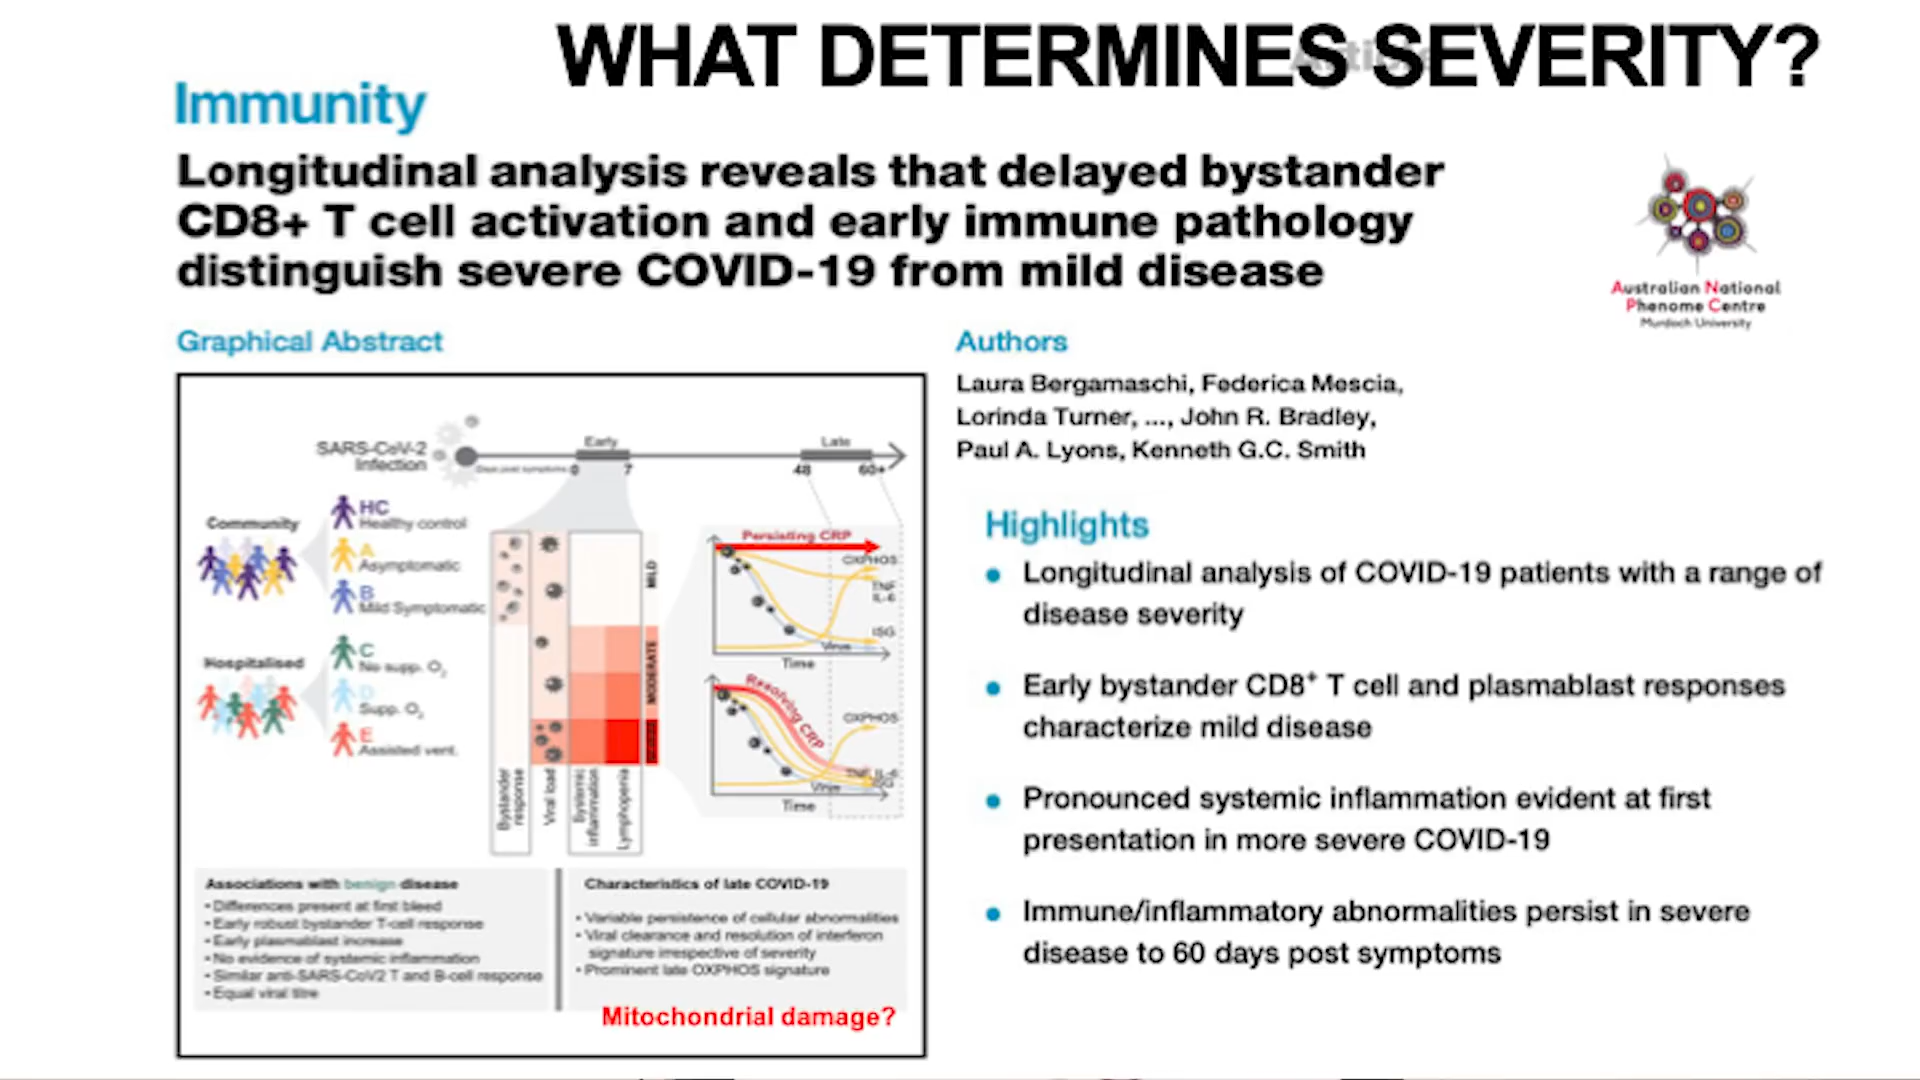 WHAT DETERMINES SEVERITY?
Immunity
Longitudinal analysis reveals that delayed bystander
CD8+ T cell activation and early immune pathology
distinguish severe COVID-19 from mild disease
Australian National
Phenome Centre
Murdoch University
Graphical Abstract
SARS-CoV-2
Infection
Days post symptoms
0
Early
7
48
Late
60+
Community
HC
Healthy control
A
Asymptomatic
B
Mild Symptomatic
Hospitalised
C
No supp. O₂
D
Supp. O₂
E
Assisted vent.
MILD
MODERATE
Bystander
response
Viral load
Systemic
inflammation
Lymphopenia
Persisting CRP
OXPHOS
TNF
IL-6
ISG
Virus
Time
Resolving CRP
OXPHOS
Virus
Time
Associations with benign disease
• Differences present at first bleed
• Early robust bystander T-cell response
• Early plasmablast increase
• No evidence of systemic inflammation
• Similar anti-SARS-CoV2 T and B-cell response
• Equal viral titre
Characteristics of late COVID-19
• Variable persistence of cellular abnormalities
• Viral clearance and resolution of interferon
signature irrespective of severity
• Prominent late OXPHOS signature
Mitochondrial damage?
Authors
Laura Bergamaschi, Federica Mescia,
Lorinda Turner, ..., John R. Bradley,
Paul A. Lyons, Kenneth G.C. Smith
Highlights
• Longitudinal analysis of COVID-19 patients with a range of
disease severity
• Early bystander CD8⁺ T cell and plasmablast responses
characterize mild disease
• Pronounced systemic inflammation evident at first
presentation in more severe COVID-19
• Immune/inflammatory abnormalities persist in severe
disease to 60 days post symptoms